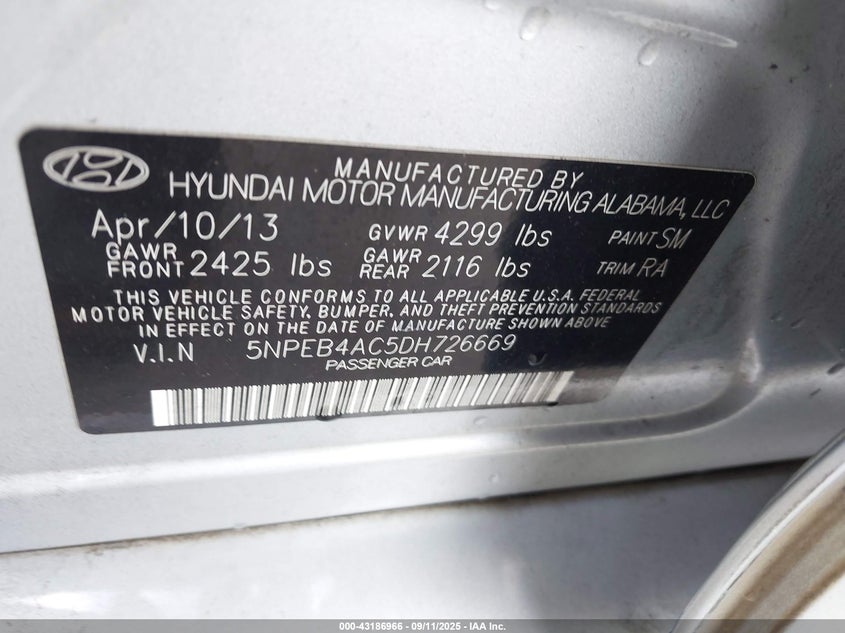 MANUFACTURED BY
HYUNDAI MOTOR MANUFACTURING ALABAMA, LLC
Apr/10/13 GVWR 4299 lbs PAINT SM
GAWR FRONT 2425 lbs GAWR REAR 2116 lbs TRIM RA
THIS VEHICLE CONFORMS TO ALL APPLICABLE U.S.A. FEDERAL
MOTOR VEHICLE SAFETY, BUMPER, AND THEFT PREVENTION STANDARDS
IN EFFECT ON THE DATE OF MANUFACTURE SHOWN ABOVE
V.I.N 5NPEB4AC5DH726669
PASSENGER CAR
000-43186966 - 09/11/2025 - IAA Inc.